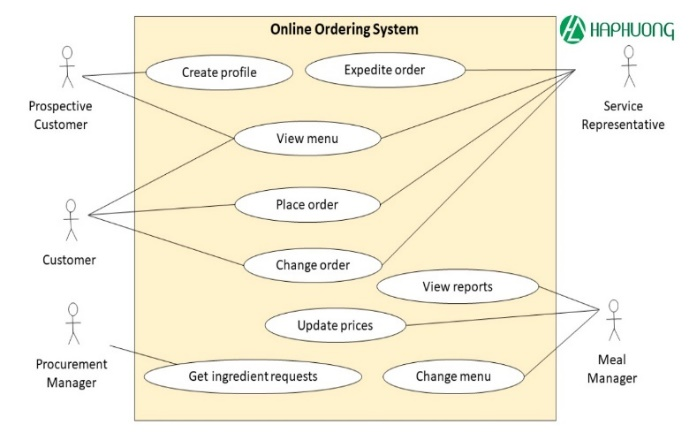 Online Ordering System
HAPHUONG
Create profile
Expedite order
Prospective
Customer
Service
Representative
View menu
Place order
Customer
Change order
View reports
Update prices
Procurement
Manager
Get ingredient requests
Change menu
Meal
Manager